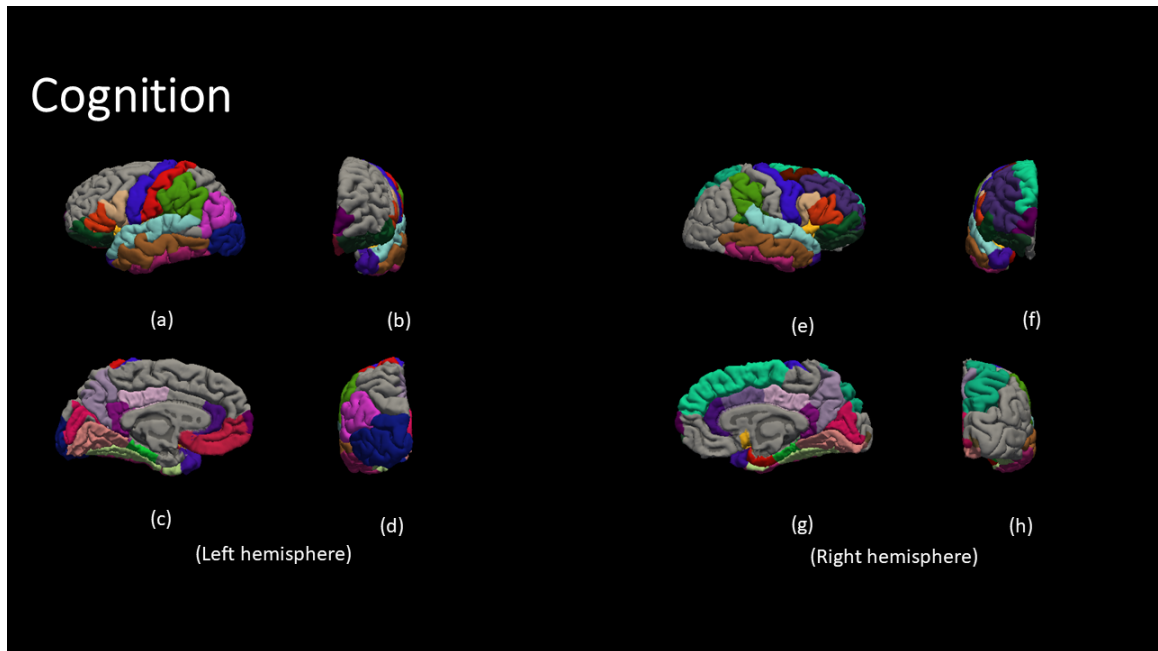 Cognition
(a)
(b)
(e)
(f)
(c)
(d)
(g)
(h)
(Left hemisphere)
(Right hemisphere)